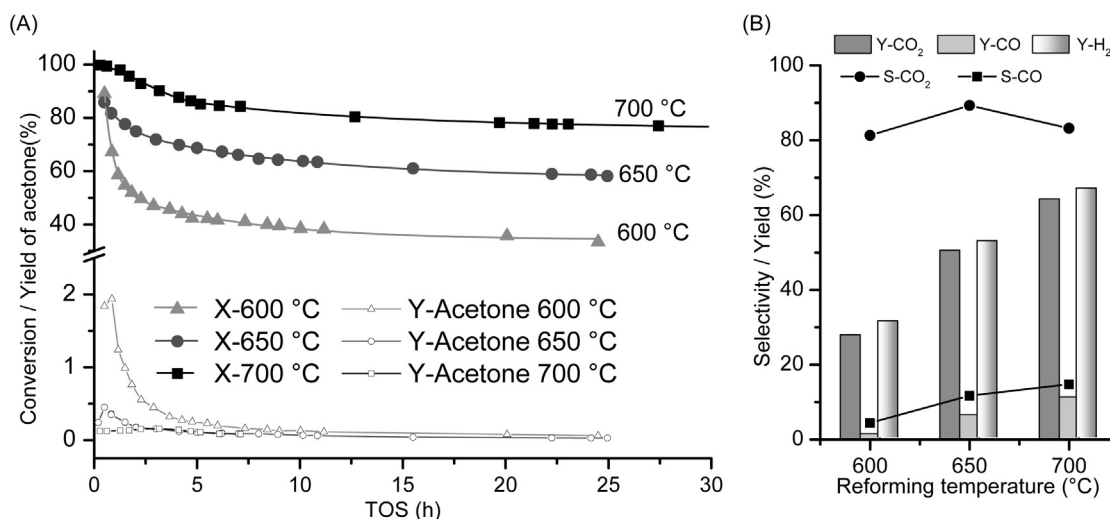 (A)
Conversion / Yield of acetone(%)
100
80
60
40
2
1
0
700 °C
650 °C
600 °C
X-600 °C
Y-Acetone 600 °C
X-650 °C
Y-Acetone 650 °C
X-700 °C
Y-Acetone 700 °C
0
5
10
15
20
25
30
TOS (h)
(B)
Y-CO₂
Y-CO
Y-H₂
S-CO₂
S-CO
Selectivity / Yield (%)
100
80
60
40
20
0
600
650
700
Reforming temperature (°C)